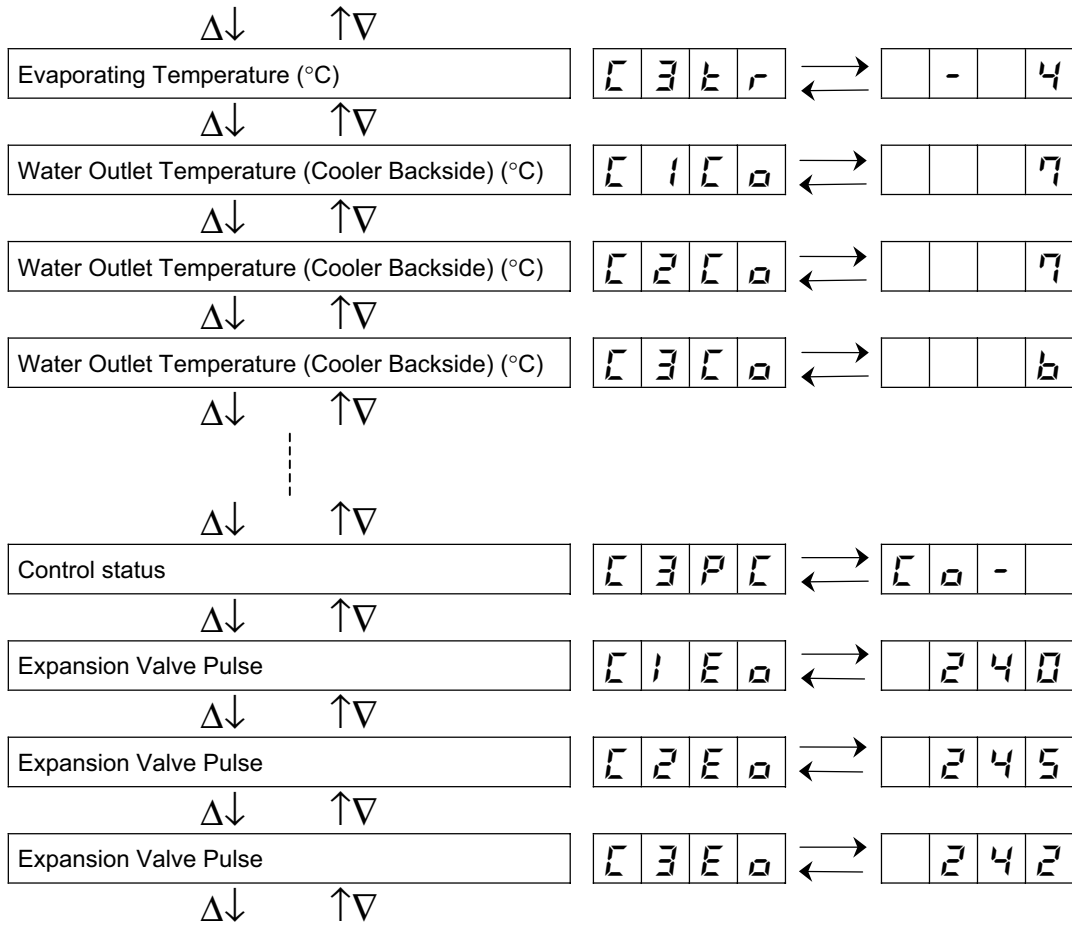 Δ↓ ↑∇
Evaporating Temperature (°C) C 3 t r ⇄ - 4
Δ↓ ↑∇
Water Outlet Temperature (Cooler Backside) (°C) C 1 C o ⇄ 7
Δ↓ ↑∇
Water Outlet Temperature (Cooler Backside) (°C) C 2 C o ⇄ 7
Δ↓ ↑∇
Water Outlet Temperature (Cooler Backside) (°C) C 3 C o ⇄ b
Δ↓ ↑∇
Δ↓ ↑∇
Control status C 3 P C ⇄ C o -
Δ↓ ↑∇
Expansion Valve Pulse C 1 E o ⇄ 2 4 0
Δ↓ ↑∇
Expansion Valve Pulse C 2 E o ⇄ 2 4 5
Δ↓ ↑∇
Expansion Valve Pulse C 3 E o ⇄ 2 4 2
Δ↓ ↑∇